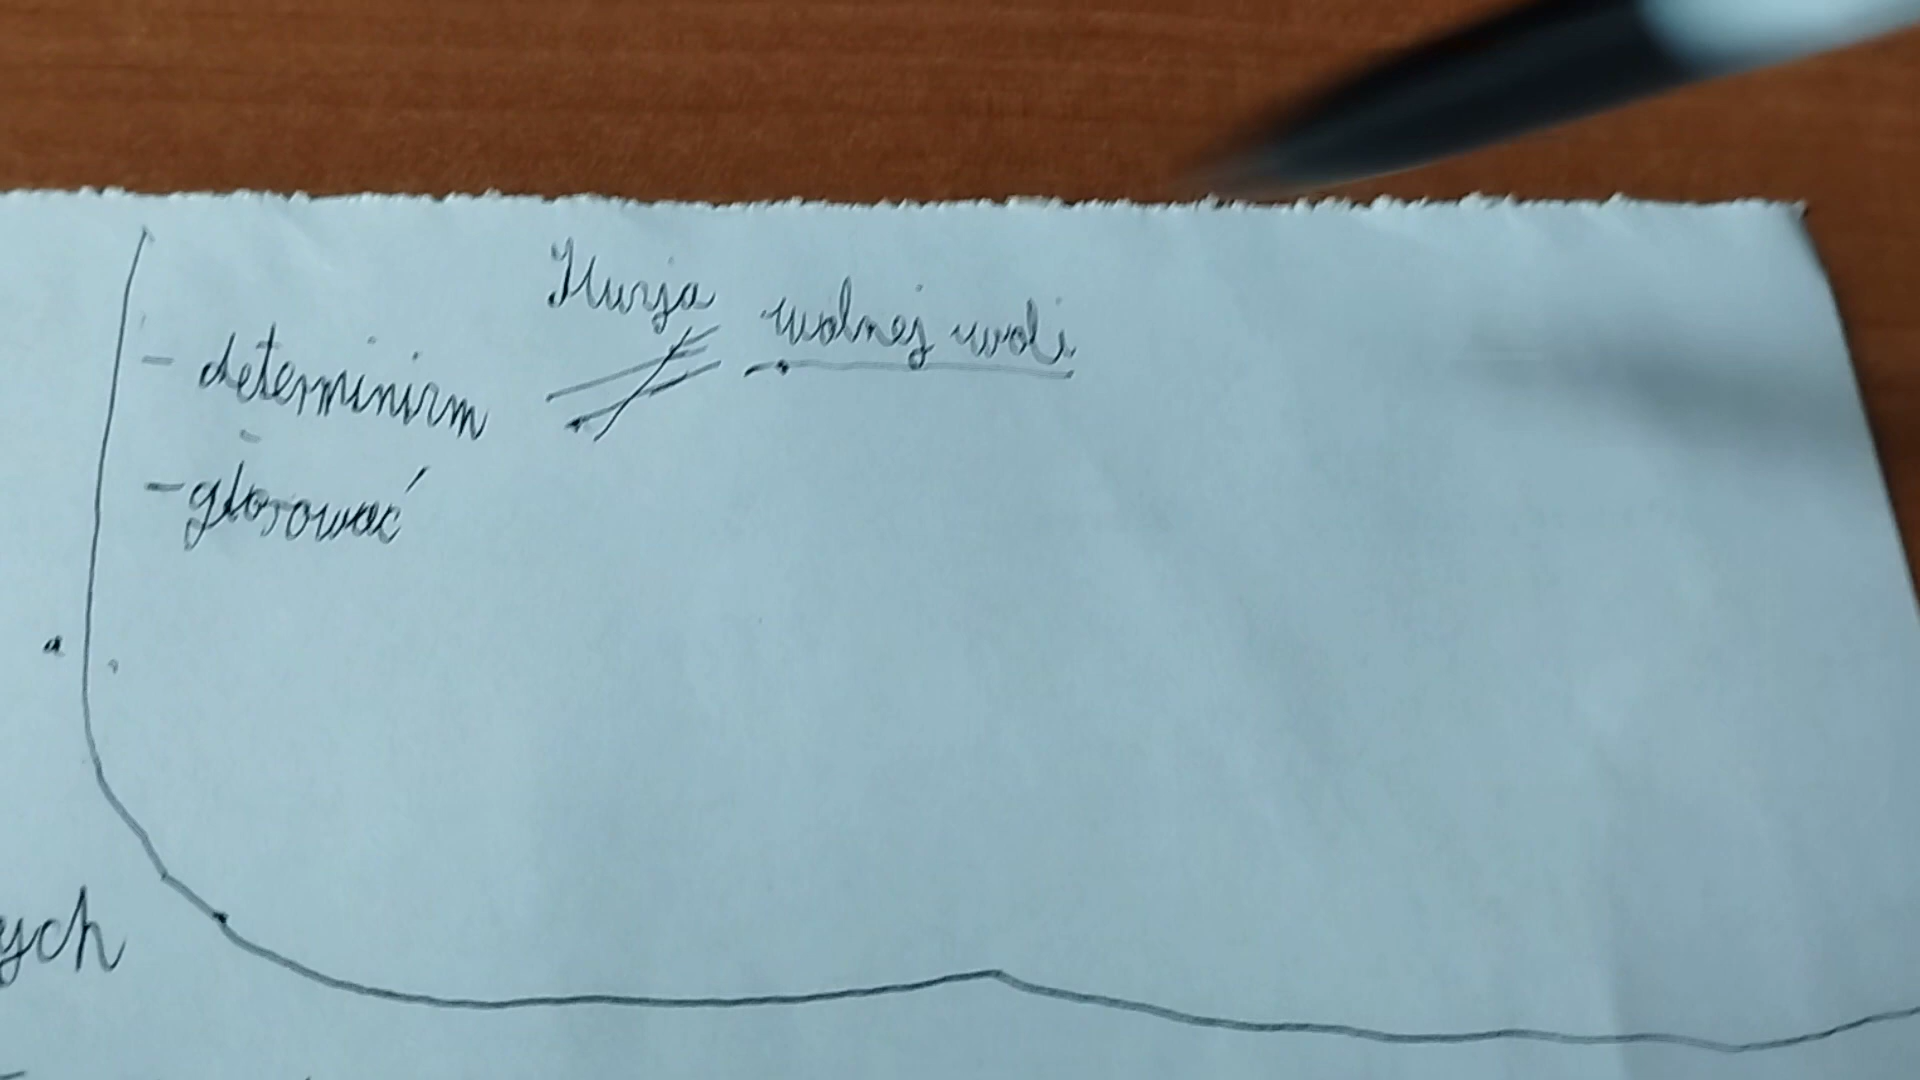 Iluzja wolnej woli
- determinizm
- głosować
ych